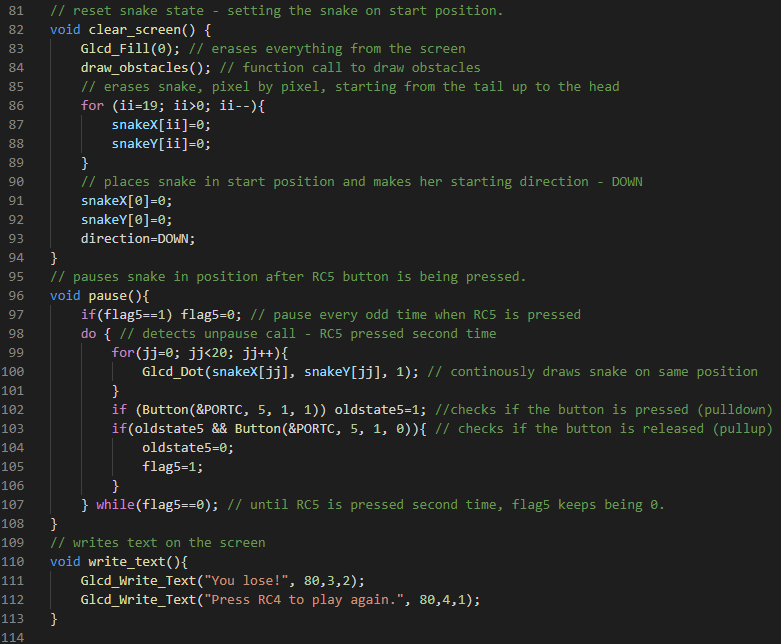 81 // reset snake state - setting the snake on start position.
82 void clear_screen() {
83 Glcd_Fill(0); // erases everything from the screen
84 draw_obstacles(); // function call to draw obstacles
85 // erases snake, pixel by pixel, starting from the tail up to the head
86 for (ii=19; ii>0; ii--){
87 snakeX[ii]=0;
88 snakeY[ii]=0;
89 }
90 // places snake in start position and makes her starting direction - DOWN
91 snakeX[0]=0;
92 snakeY[0]=0;
93 direction=DOWN;
94 }
95 // pauses snake in position after RC5 button is being pressed.
96 void pause(){
97 if(flag5==1) flag5=0; // pause every odd time when RC5 is pressed
98 do { // detects unpause call - RC5 pressed second time
99 for(jj=0; jj<20; jj++){
100 Glcd_Dot(snakeX[jj], snakeY[jj], 1); // continously draws snake on same position
101 }
102 if (Button(&PORTC, 5, 1, 1)) oldstate5=1; //checks if the button is pressed (pulldown)
103 if(oldstate5 && Button(&PORTC, 5, 1, 0)){ // checks if the button is released (pullup)
104 oldstate5=0;
105 flag5=1;
106 }
107 } while(flag5==0); // until RC5 is pressed second time, flag5 keeps being 0.
108 }
109 // writes text on the screen
110 void write_text(){
111 Glcd_Write_Text("You lose!", 80,3,2);
112 Glcd_Write_Text("Press RC4 to play again.", 80,4,1);
113 }
114